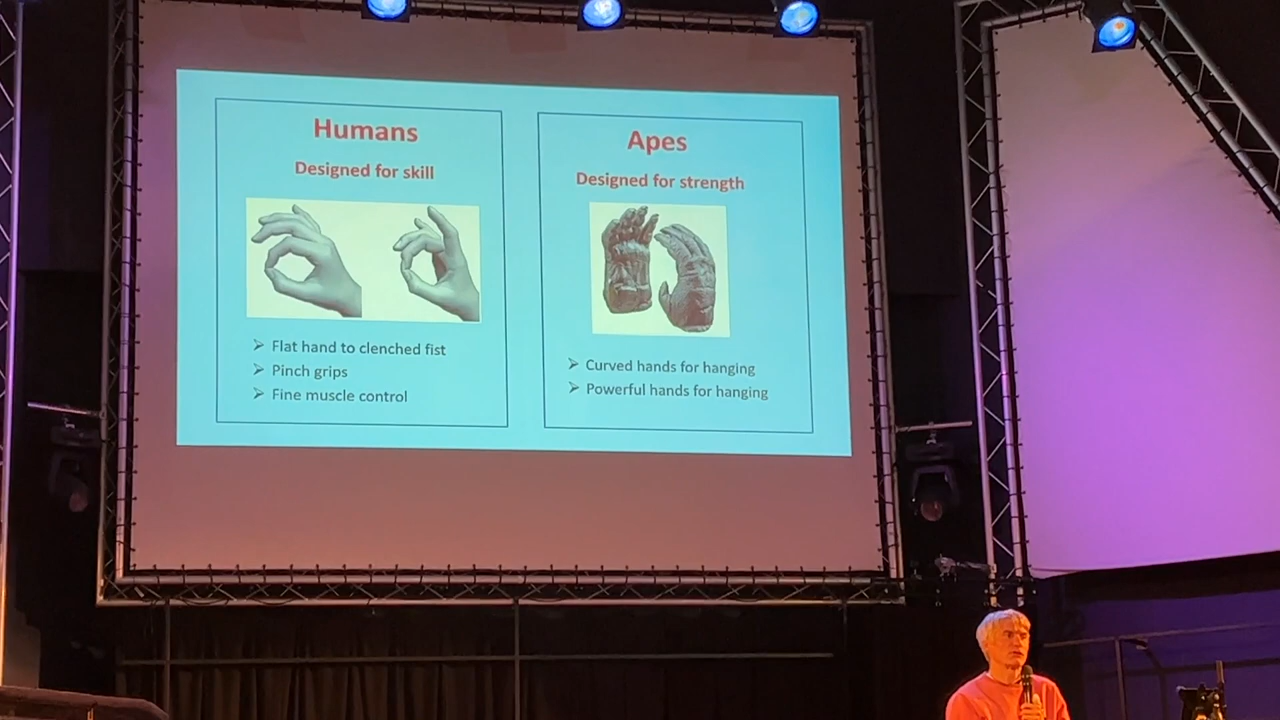 Humans
Designed for skill
➢ Flat hand to clenched fist
➢ Pinch grips
➢ Fine muscle control
Apes
Designed for strength
➢ Curved hands for hanging
➢ Powerful hands for hanging